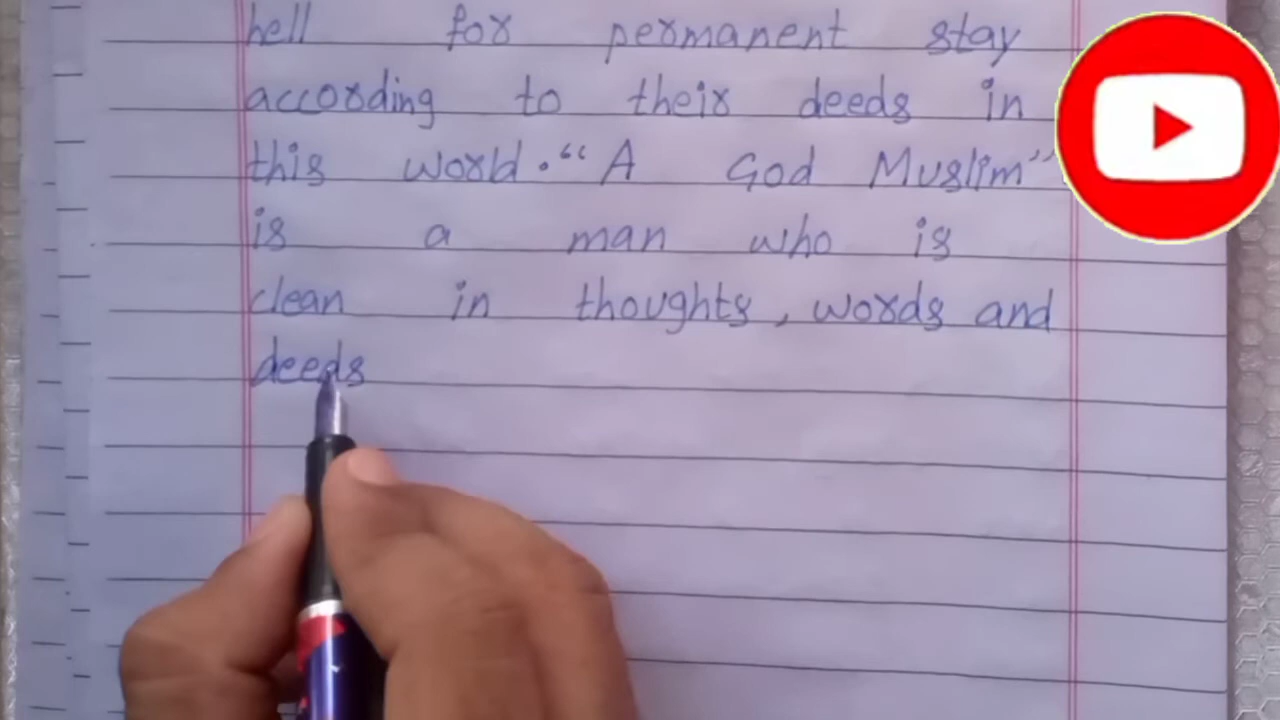 hell for permanent stay
according to their deeds in
this world. "A God Muslim"
is a man who is
clean in thoughts, words and
deeds